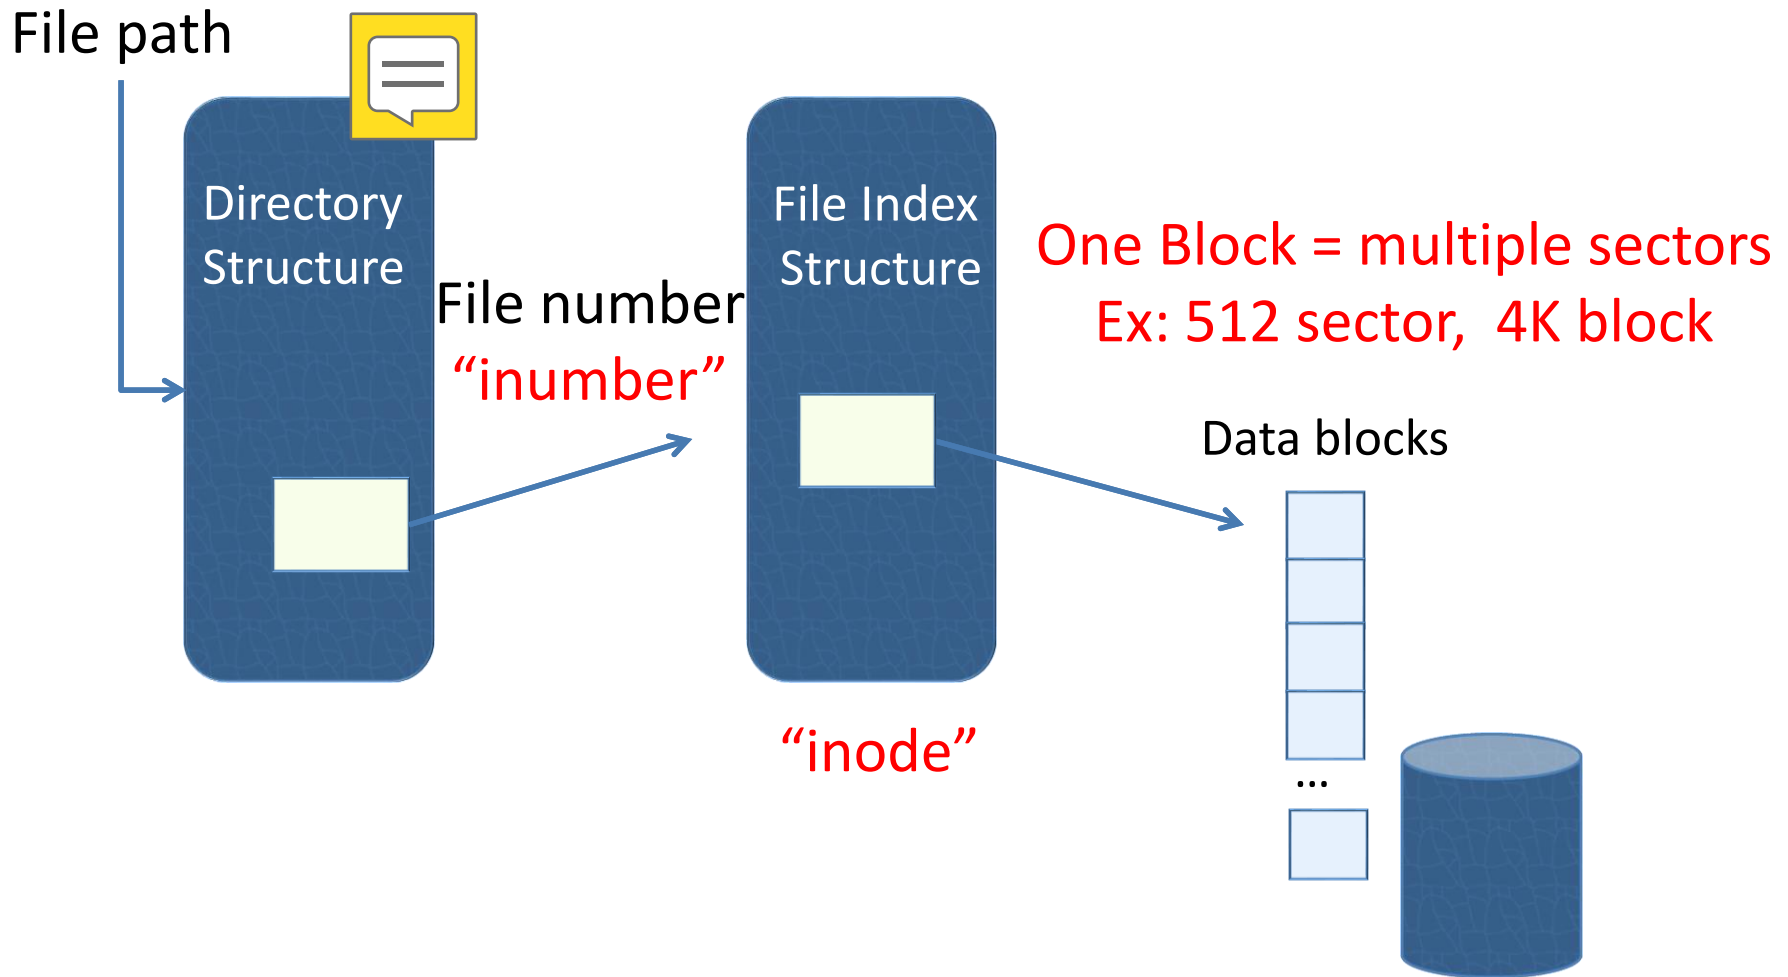 File path
Directory
Structure
File number
“inumber”
File Index
Structure
“inode”
One Block = multiple sectors
Ex: 512 sector,  4K block
Data blocks
...